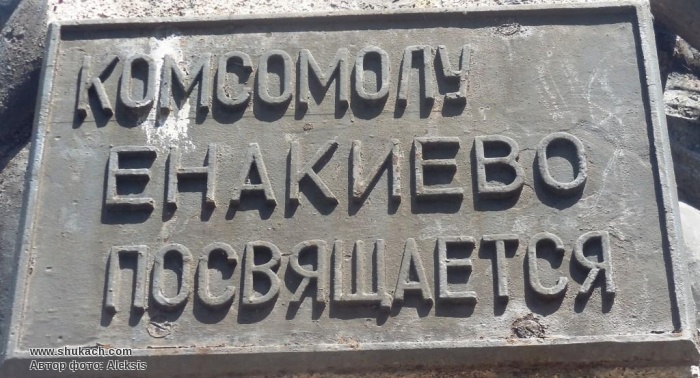 КОМСОМОЛУ
ЕНАКИЕВО
ПОСВЯЩАЕТСЯ
www.shukach.com
Автор фото: Aleksis